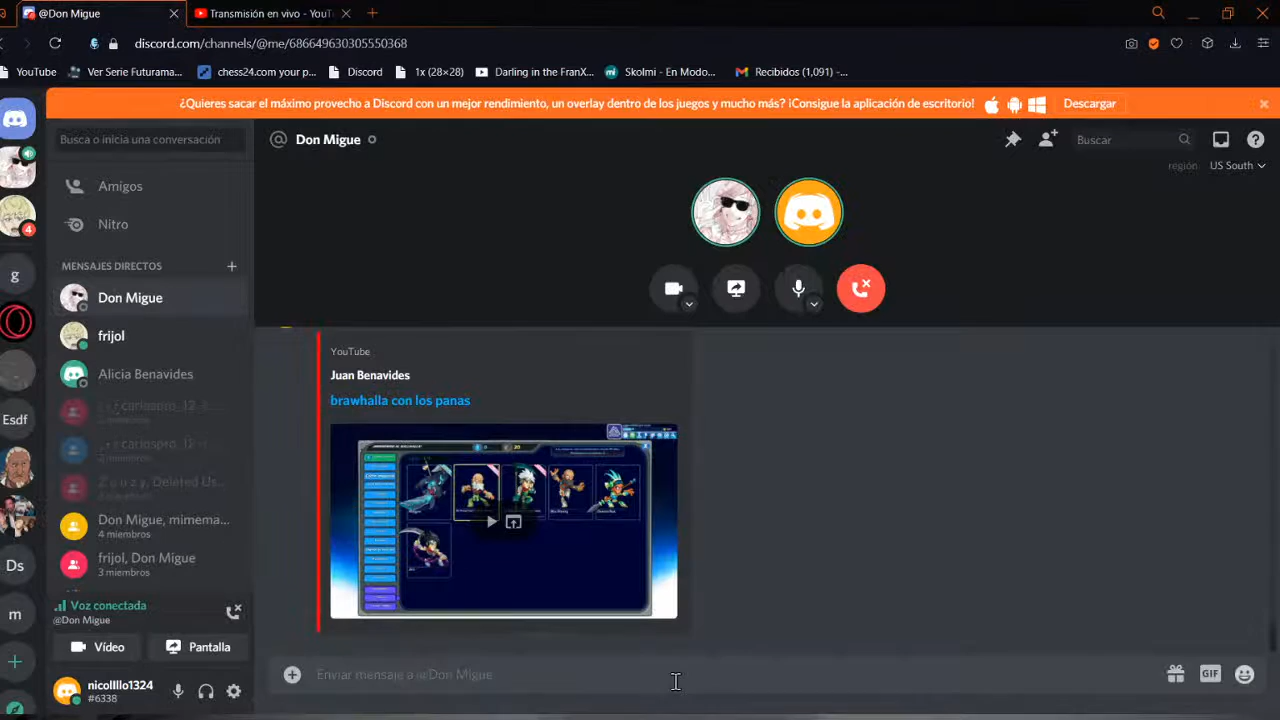 @Don Migue
Transmisión en vivo - YouT
discord.com/channels/@me/686649630305550368
YouTube
Ver Serie Futurama...
chess24.com your p...
Discord
1x (28×28)
Darling in the FranX...
Skolmi - En Modo...
Recibidos (1,091) -...
¿Quieres sacar el máximo provecho a Discord con un mejor rendimiento, un overlay dentro de los juegos y mucho más? ¡Consigue la aplicación de escritorio!
Descargar
Busca o inicia una conversación
Don Migue
Buscar
región
US South
Amigos
4
Nitro
MENSAJES DIRECTOS
g
Don Migue
frijol
Alicia Benavides
Esdf
Don Migue, mimema...
4 miembros
frijol, Don Migue
3 miembros
Ds
m
YouTube
Juan Benavides
brawhalla con los panas
Voz conectada
@Don Migue
Vídeo
Pantalla
nicolllllo1324
#6338
Enviar mensaje a @Don Migue
GIF